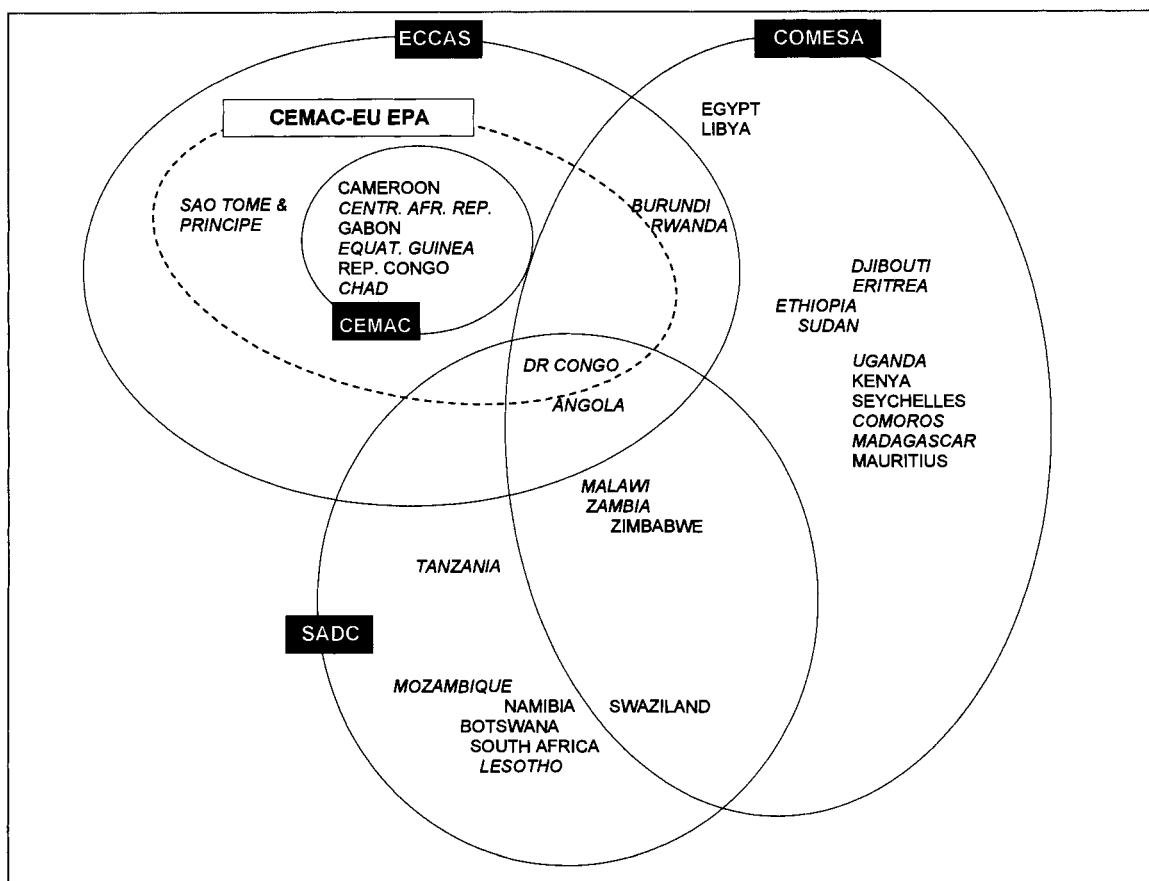 ECCAS
COMESA
CEMAC-EU EPA
EGYPT
LIBYA
SAO TOME &
PRINCIPE
CAMEROON
CENTR. AFR. REP.
GABON
EQUAT. GUINEA
REP. CONGO
CHAD
CEMAC
BURUNDI
RWANDA
DJIBOUTI
ERITREA
ETHIOPIA
SUDAN
UGANDA
KENYA
SEYCHELLES
COMOROS
MADAGASCAR
MAURITIUS
DR CONGO
ANGOLA
MALAWI
ZAMBIA
ZIMBABWE
TANZANIA
SADC
MOZAMBIQUE
NAMIBIA
BOTSWANA
SOUTH AFRICA
LESOTHO
SWAZILAND